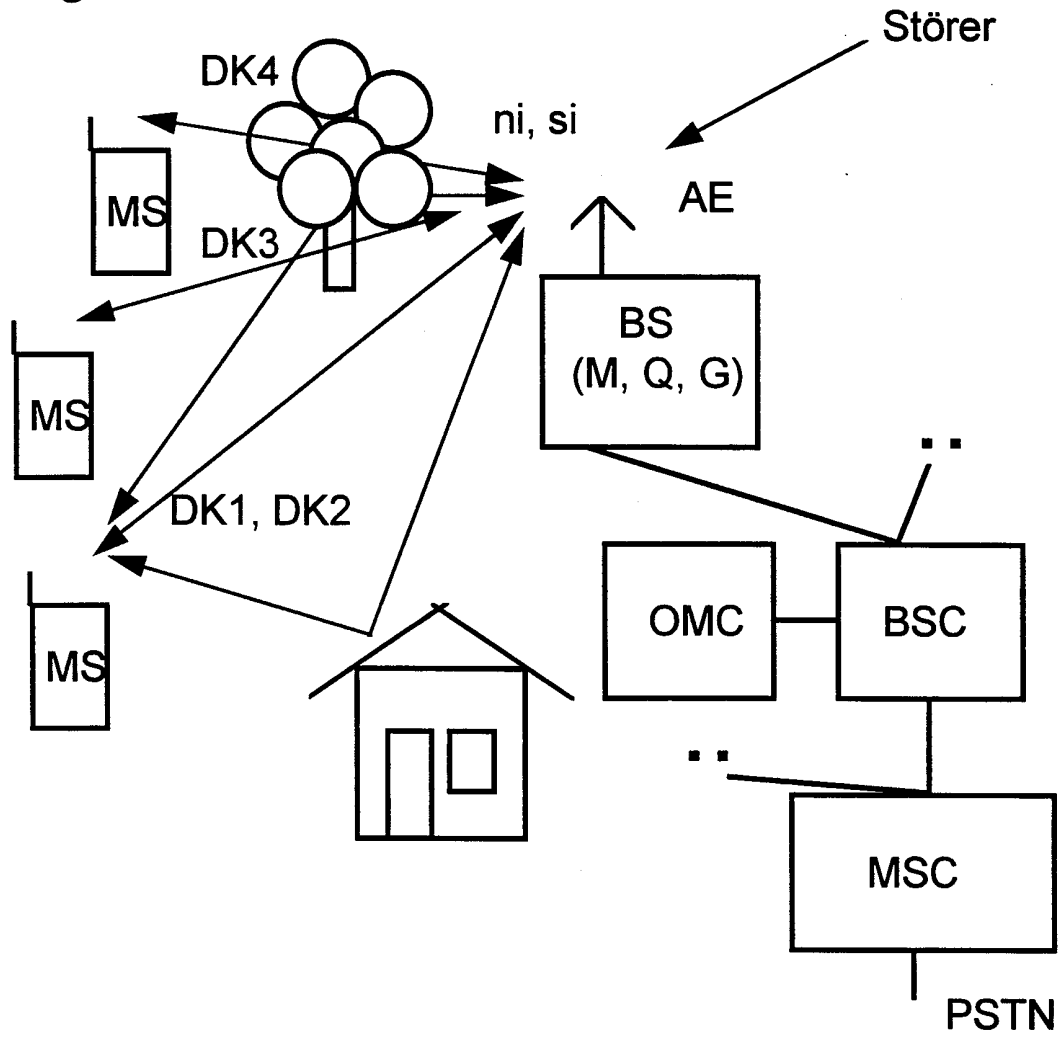 Störer
DK4
ni, si
MS
AE
DK3
BS
(M, Q, G)
MS
DK1, DK2
OMC
BSC
MS
MSC
PSTN